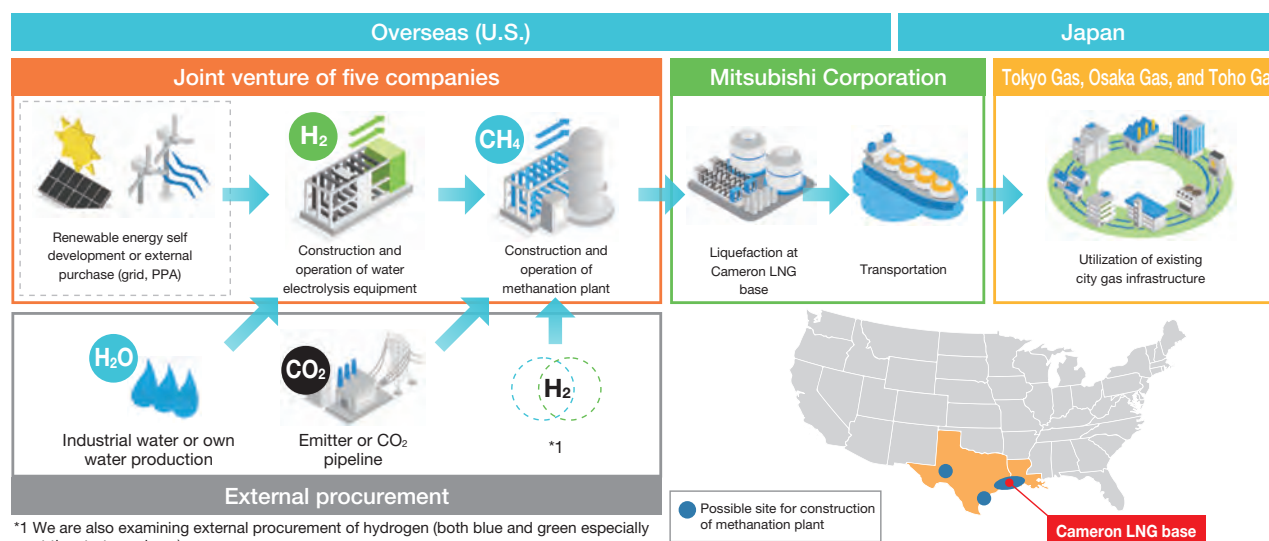 Overseas (U.S.)
Japan
Joint venture of five companies
Mitsubishi Corporation
Tokyo Gas, Osaka Gas, and Toho Ga
H₂
CH₄
Renewable energy self
development or external
purchase (grid, PPA)
Construction and
operation of water
electrolysis equipment
Construction and
operation of
methanation plant
Liquefaction at
Cameron LNG
base
Transportation
Utilization of existing
city gas infrastructure
H₂O
CO₂
H₂
Industrial water or own
water production
Emitter or CO₂
pipeline
*1
External procurement
Possible site for construction
of methanation plant
Cameron LNG base
*1 We are also examining external procurement of hydrogen (both blue and green especially